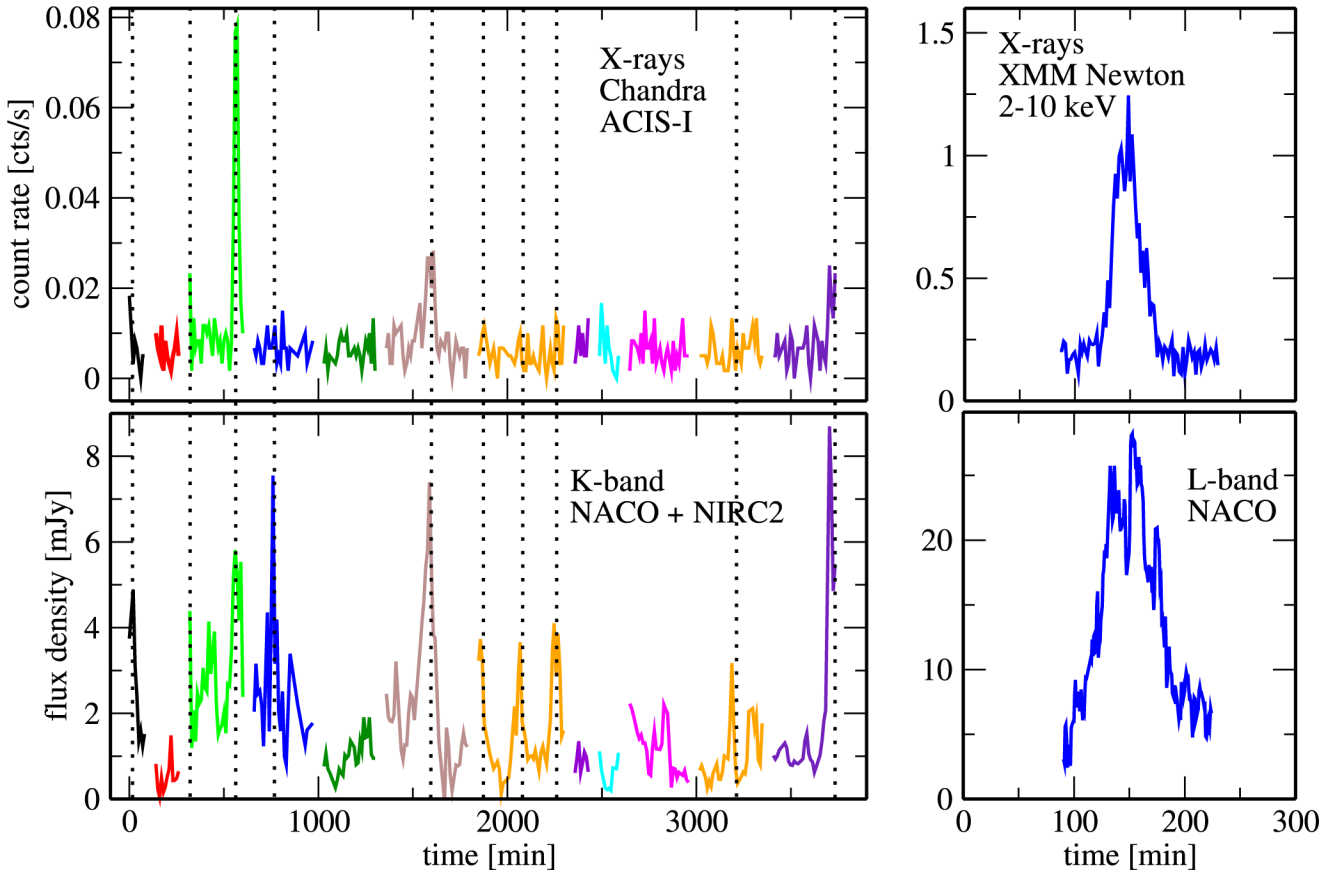 0.08
0.06
0.04
0.02
0
count rate [cts/s]
X-rays
Chandra
ACIS-I
1.5
1
0.5
0
X-rays
XMM Newton
2-10 keV
8
6
4
2
0
flux density [mJy]
K-band
NACO + NIRC2
0
1000
2000
3000
time [min]
20
10
0
L-band
NACO
0
100
200
300
time [min]